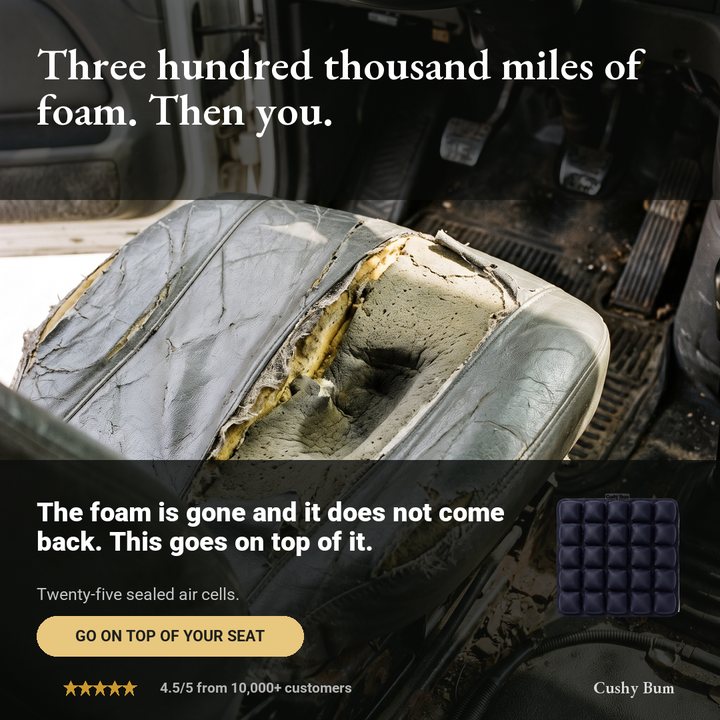 Three hundred thousand miles of
foam. Then you.
The foam is gone and it does not come
back. This goes on top of it.
Twenty-five sealed air cells.
GO ON TOP OF YOUR SEAT
4.5/5 from 10,000+ customers
Cushy Bum
Cushy Bum